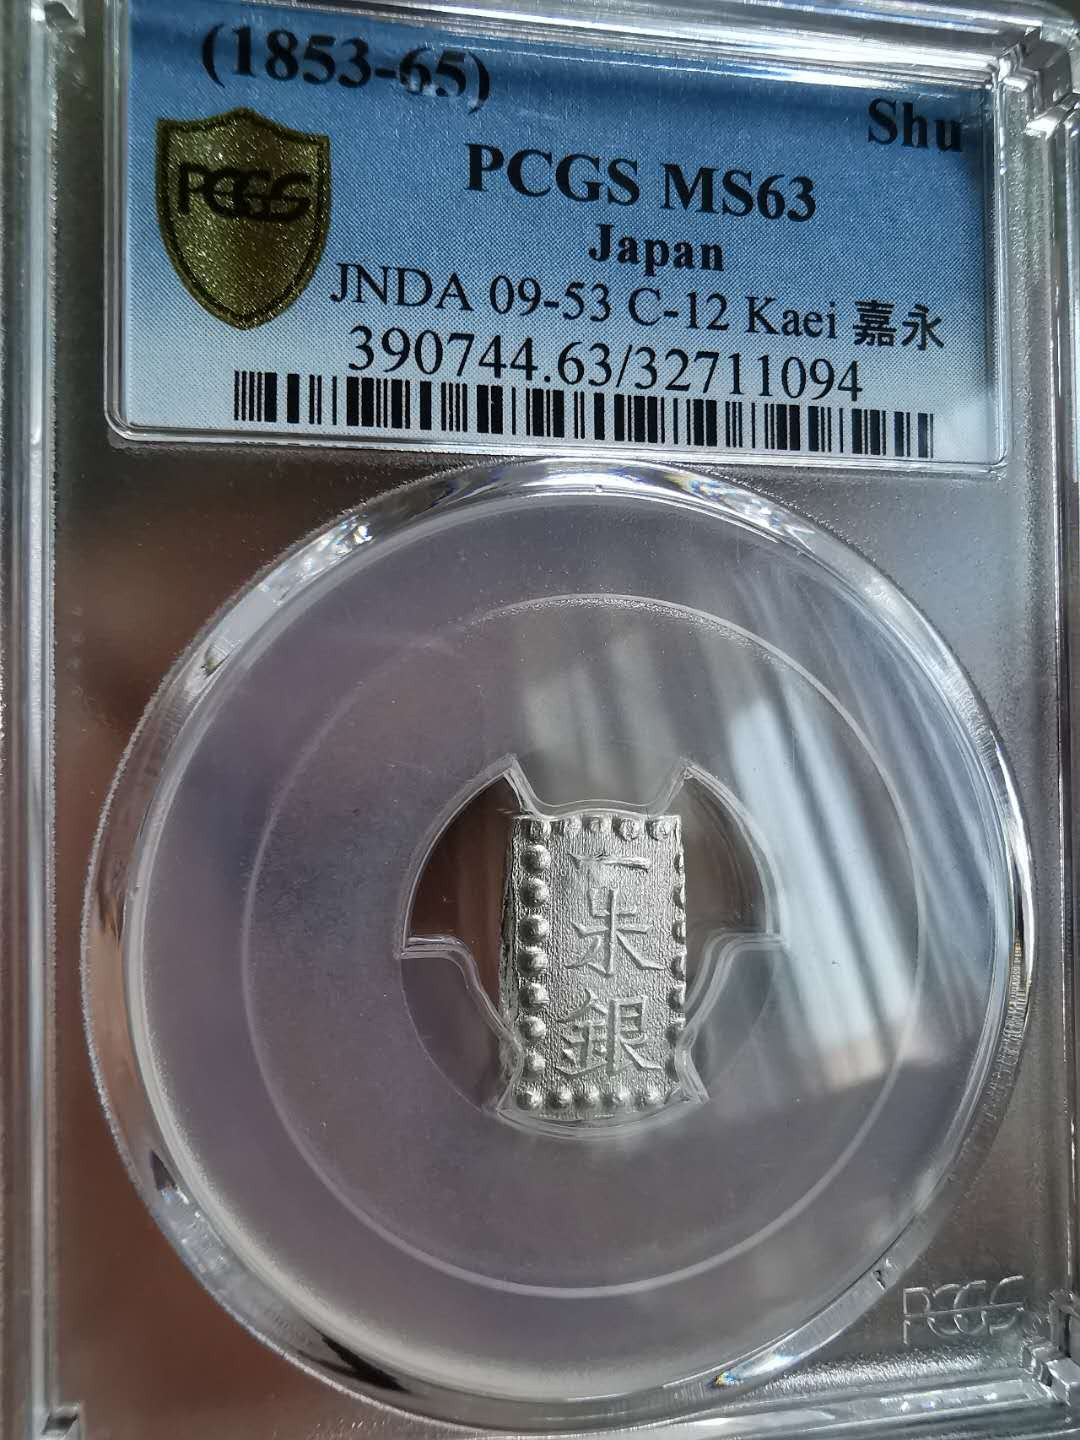 (1853-65)
Shu
PCGS
PCGS MS63
Japan
JNDA 09-53 C-12 Kaei 嘉永
390744.63/32711094
一
朱
銀
PCGS